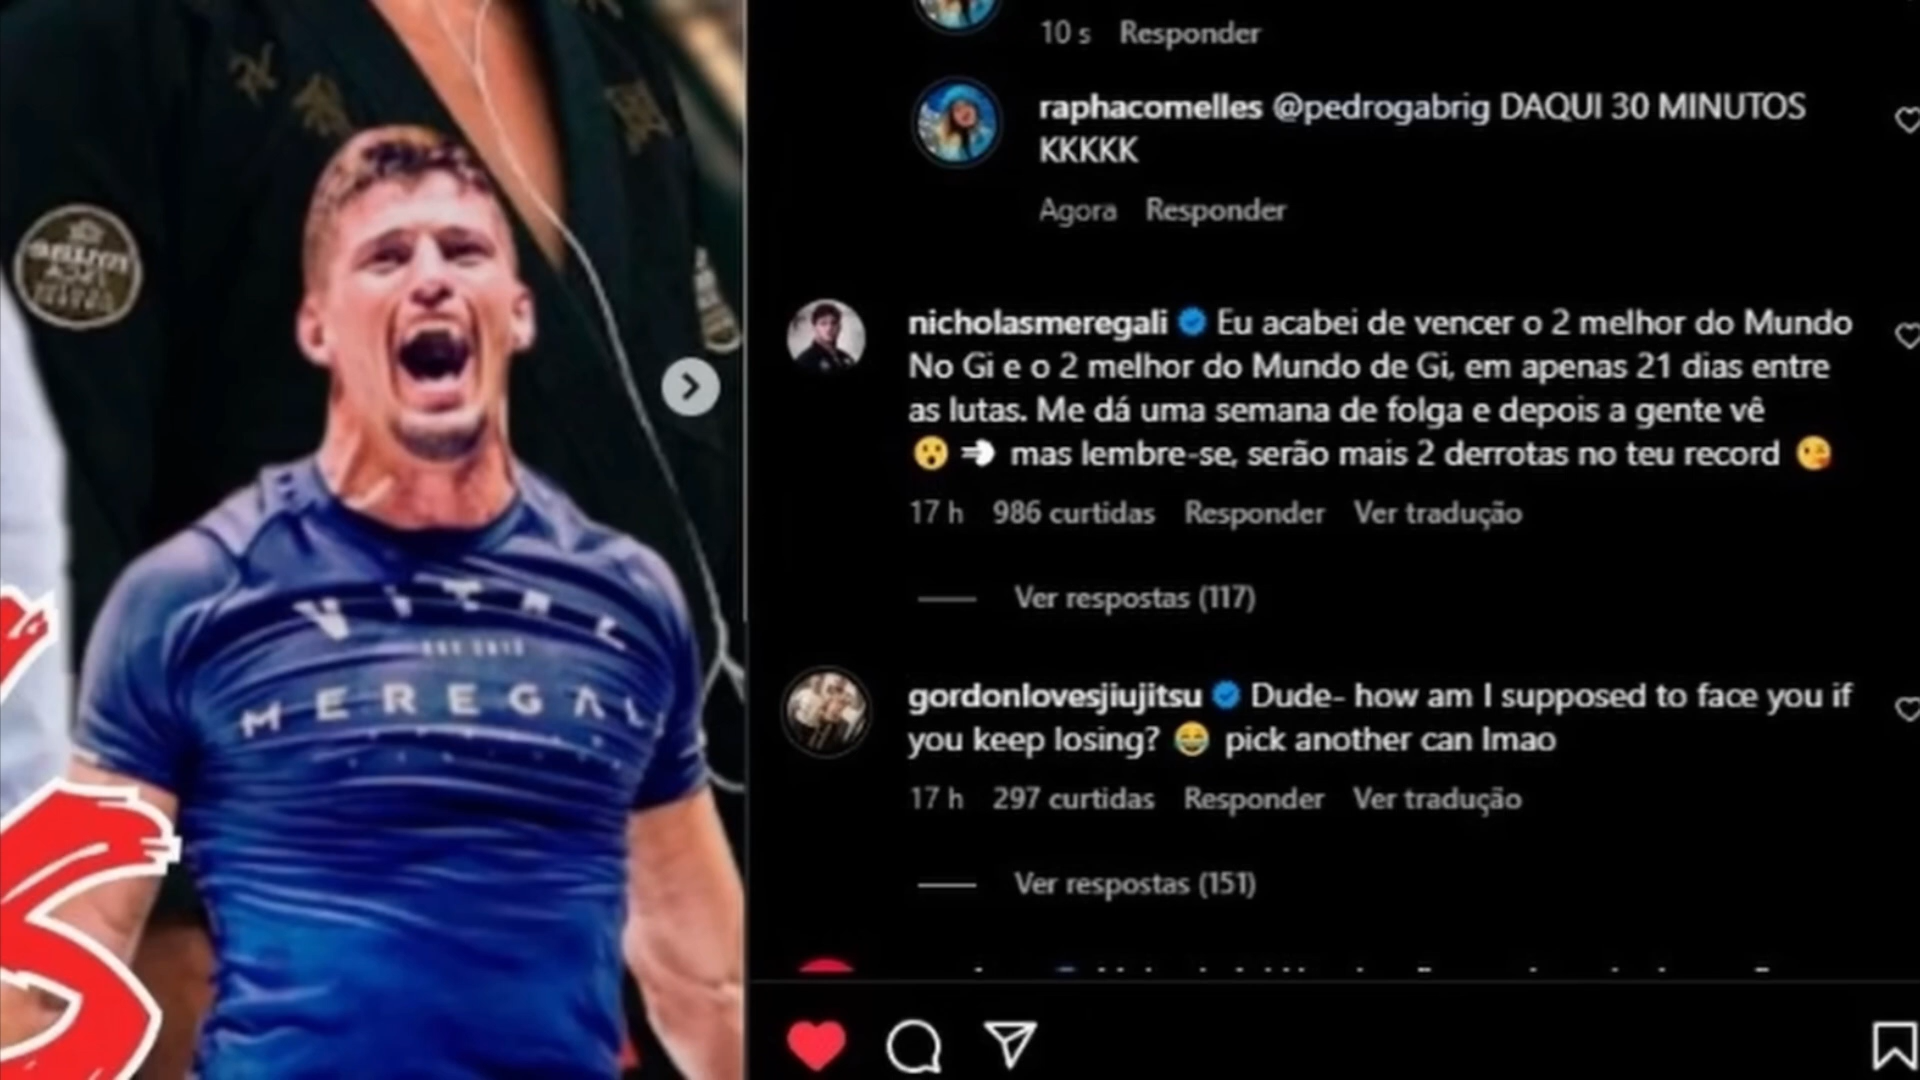 10 s Responder
raphacomelles @pedrogabrig DAQUI 30 MINUTOS
KKKKK
Agora Responder
nicholasmeregali Eu acabei de vencer o 2 melhor do Mundo
No Gi e o 2 melhor do Mundo de Gi, em apenas 21 dias entre
as lutas. Me dá uma semana de folga e depois a gente vê
😮 mas lembre-se, serão mais 2 derrotas no teu record 😘
17 h 986 curtidas Responder Ver tradução
Ver respostas (117)
gordonlovesjiujitsu Dude- how am I supposed to face you if
you keep losing? 😂 pick another can lmao
17 h 297 curtidas Responder Ver tradução
Ver respostas (151)
VITAL
MEREGAL
S